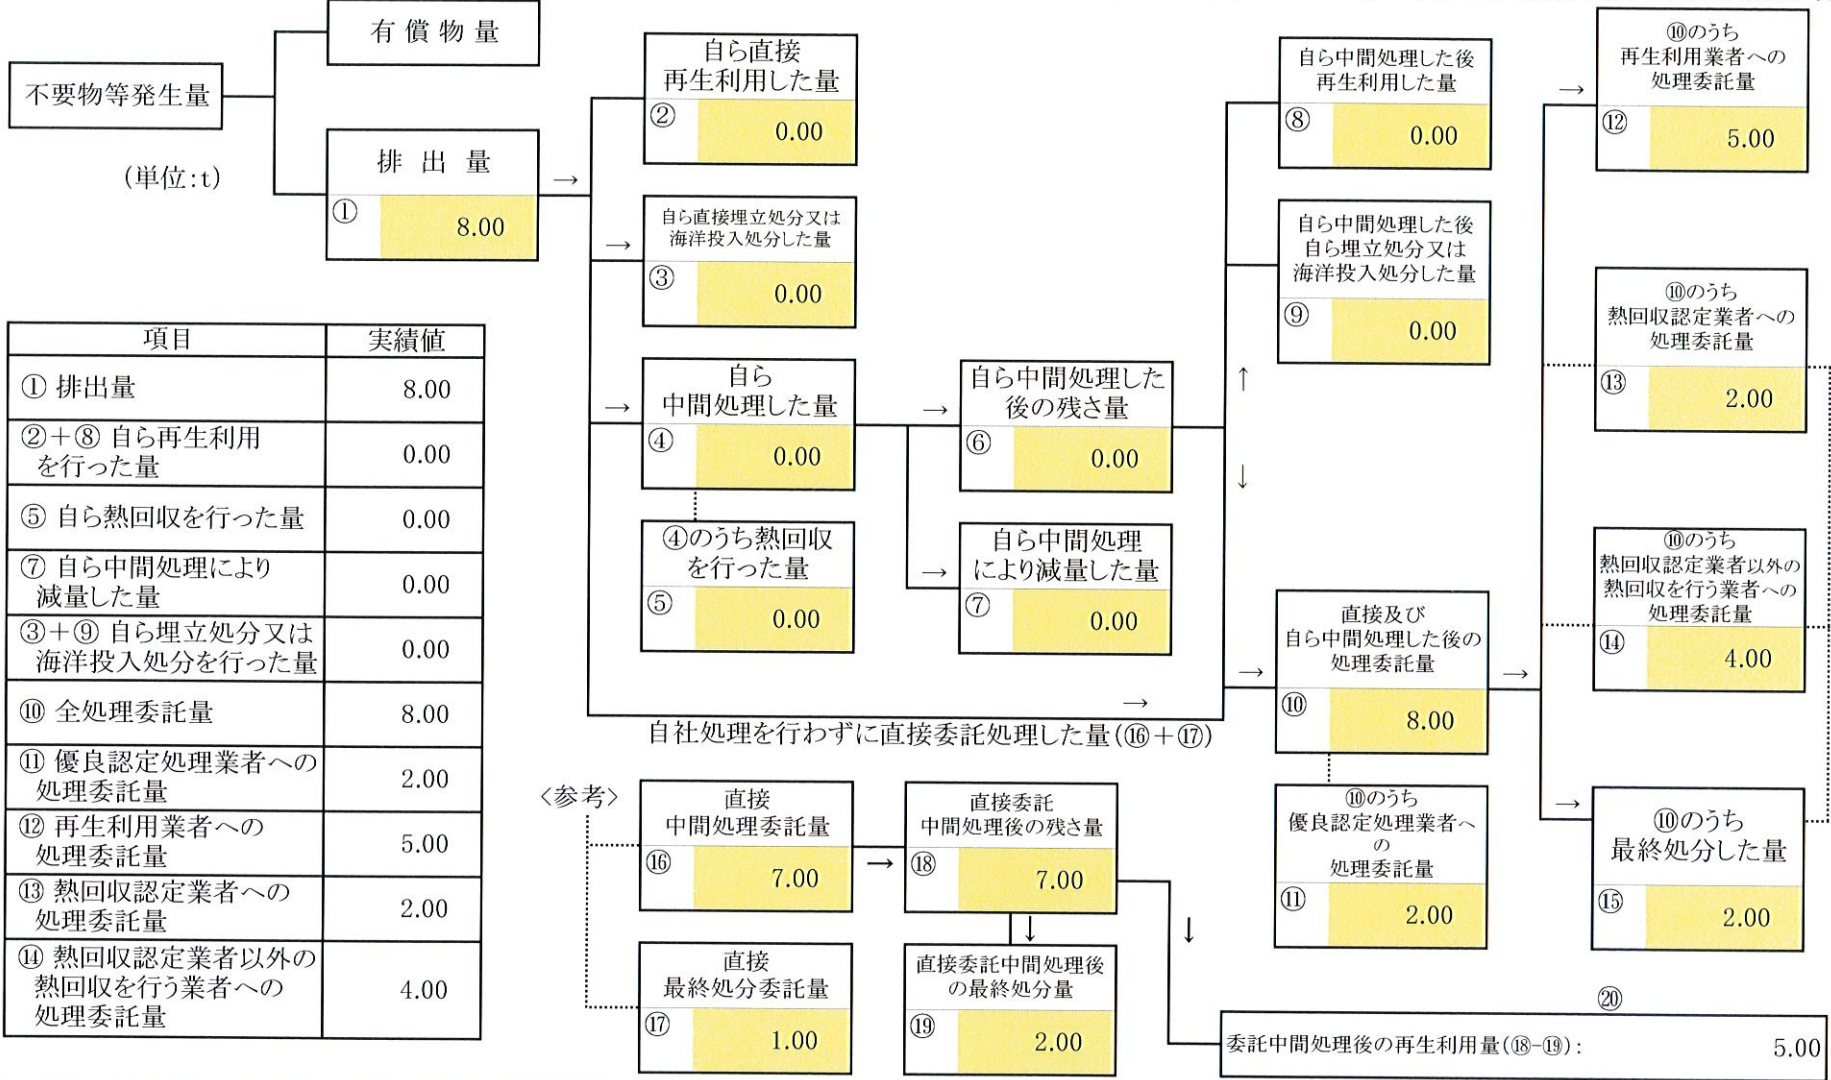 有 償 物 量
不要物等発生量
(単位:t)
排 出 量
①
8.00
→
自ら直接
再生利用した量
②
0.00
→
自ら直接埋立処分又は
海洋投入処分した量
③
0.00
→
自ら
中間処理した量
④
0.00
④のうち熱回収
を行った量
⑤
0.00
→
自ら中間処理した
後の残さ量
⑥
0.00
→
自ら中間処理
により減量した量
⑦
0.00
→
自社処理を行わずに直接委託処理した量(⑯+⑰)
自ら中間処理した後
再生利用した量
⑧
0.00
自ら中間処理した後
自ら埋立処分又は
海洋投入処分した量
⑨
0.00
↑
↓
→
直接及び
自ら中間処理した後の
処理委託量
⑩
8.00
⑩のうち
優良認定処理業者へ
の
処理委託量
⑪
2.00
→
→
⑩のうち
再生利用業者への
処理委託量
⑫
5.00
⑩のうち
熱回収認定業者への
処理委託量
⑬
2.00
⑩のうち
熱回収認定業者以外の
熱回収を行う業者への
処理委託量
⑭
4.00
→
⑩のうち
最終処分した量
⑮
2.00
項目 実績値
① 排出量 8.00
②+⑧ 自ら再生利用
を行った量 0.00
⑤ 自ら熱回収を行った量 0.00
⑦ 自ら中間処理により
減量した量 0.00
③+⑨ 自ら埋立処分又は
海洋投入処分を行った量 0.00
⑩ 全処理委託量 8.00
⑪ 優良認定処理業者への
処理委託量 2.00
⑫ 再生利用業者への
処理委託量 5.00
⑬ 熱回収認定業者への
処理委託量 2.00
⑭ 熱回収認定業者以外の
熱回収を行う業者への
処理委託量 4.00
〈参考〉
直接
中間処理委託量
⑯
7.00
→
直接委託
中間処理後の残さ量
⑱
7.00
↓
↓
直接
最終処分委託量
⑰
1.00
直接委託中間処理後
の最終処分量
⑲
2.00
⑳
委託中間処理後の再生利用量(⑱-⑲): 5.00